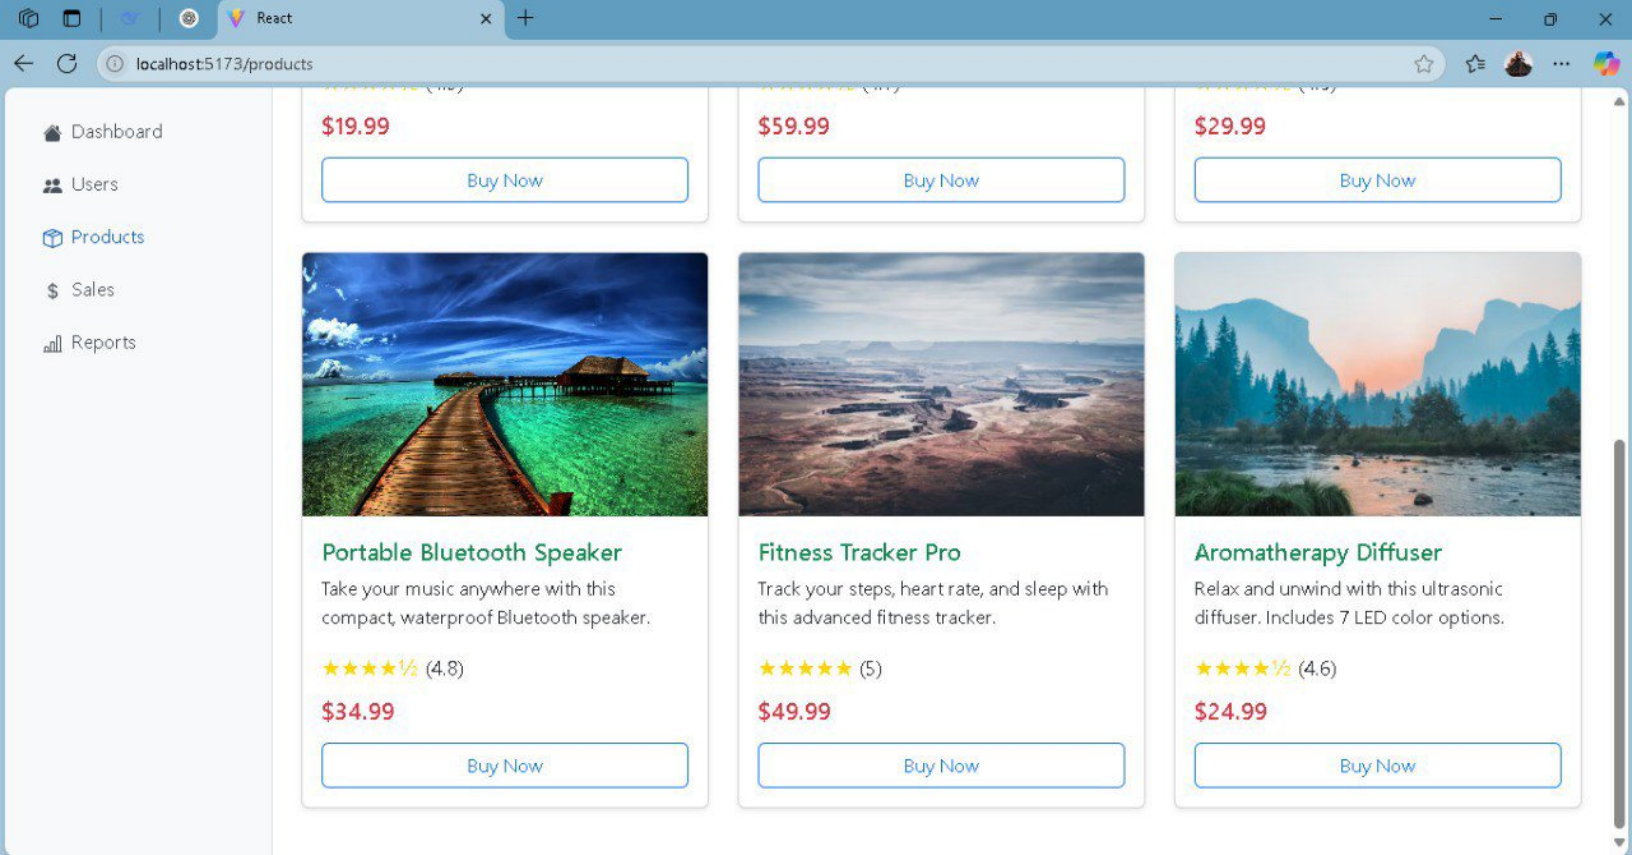 React
localhost:5173/products
Dashboard
Users
Products
$ Sales
Reports
$19.99
$59.99
$29.99
Buy Now
Buy Now
Buy Now
Portable Bluetooth Speaker
Take your music anywhere with this
compact, waterproof Bluetooth speaker.
★★★★½ (4.8)
$34.99
Buy Now
Fitness Tracker Pro
Track your steps, heart rate, and sleep with
this advanced fitness tracker.
★★★★★ (5)
$49.99
Buy Now
Aromatherapy Diffuser
Relax and unwind with this ultrasonic
diffuser. Includes 7 LED color options.
★★★★½ (4.6)
$24.99
Buy Now